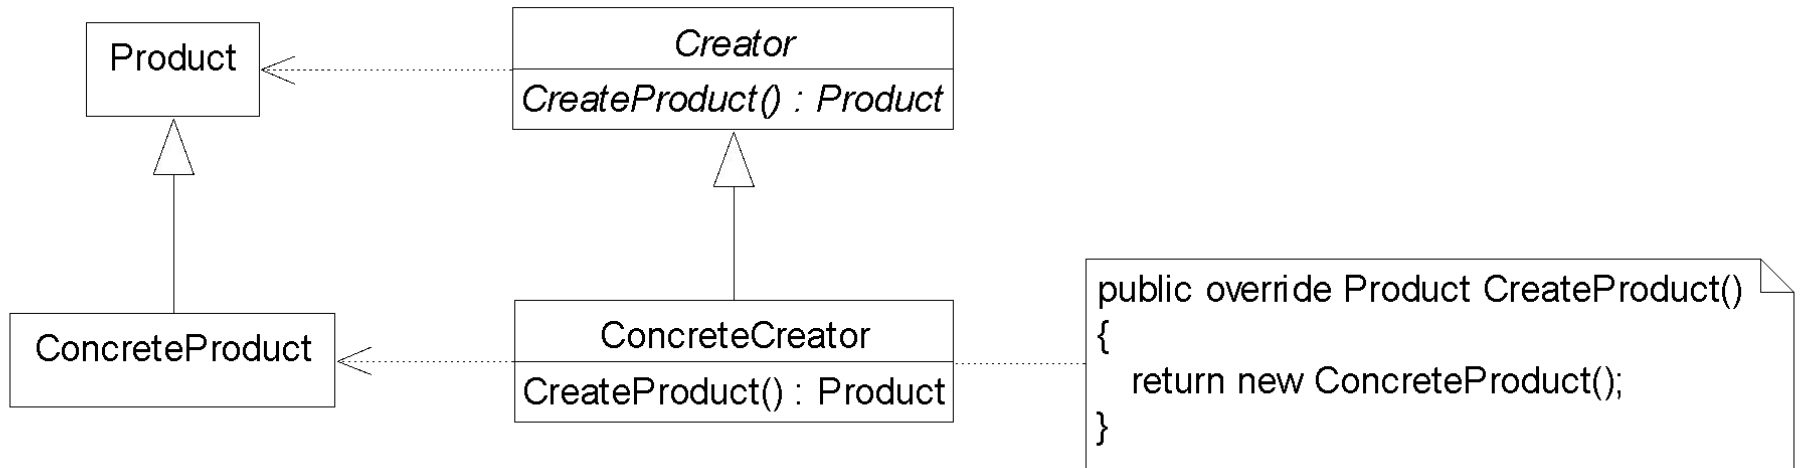 Product
Creator
CreateProduct() : Product
ConcreteProduct
ConcreteCreator
CreateProduct() : Product
public override Product CreateProduct()
{
return new ConcreteProduct();
}